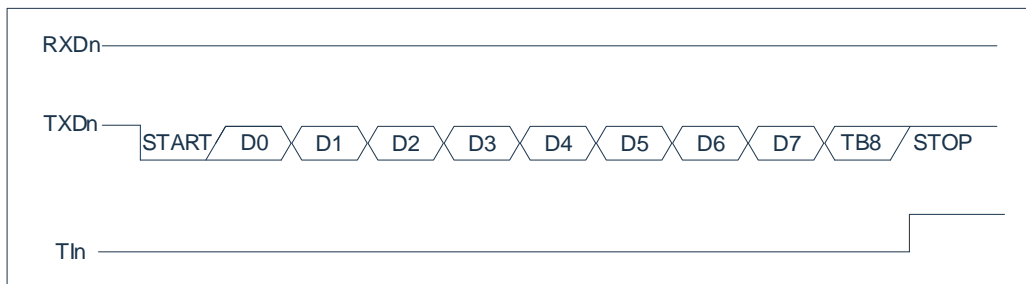 RXDn
TXDn
START D0 D1 D2 D3 D4 D5 D6 D7 TB8 STOP
TIn